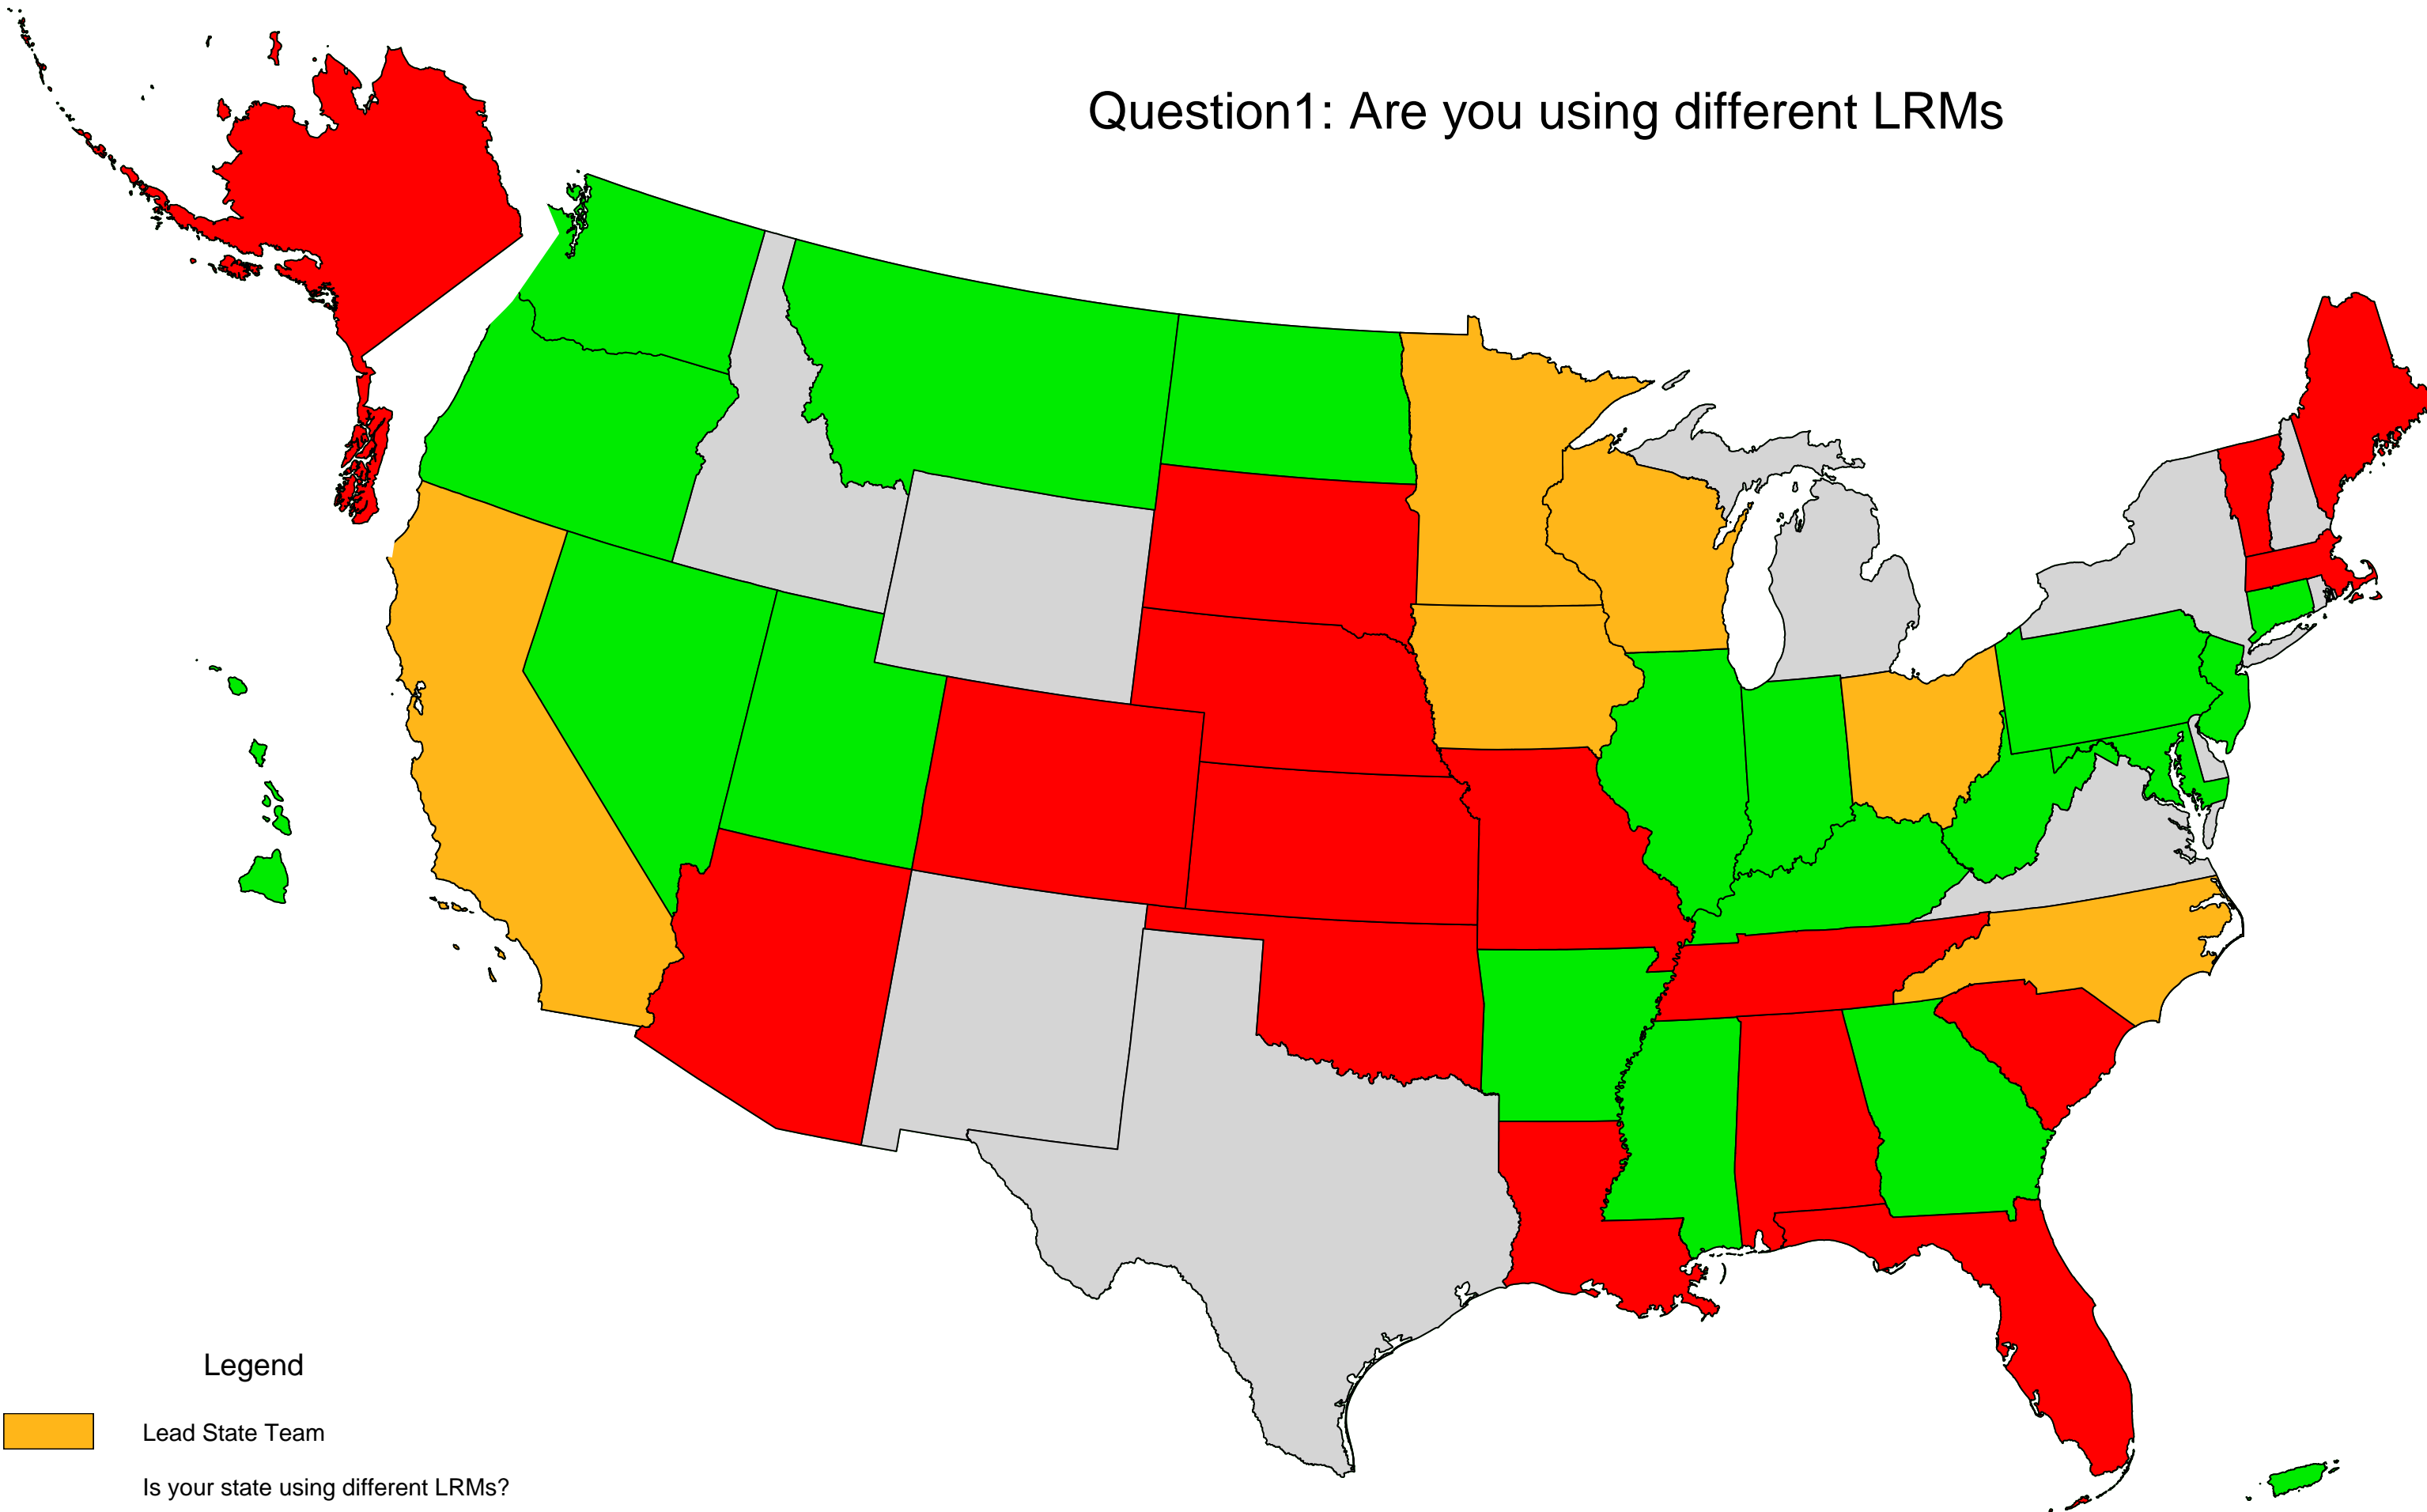 Question1: Are you using different LRMs
Legend
Lead State Team
Is your state using different LRMs?